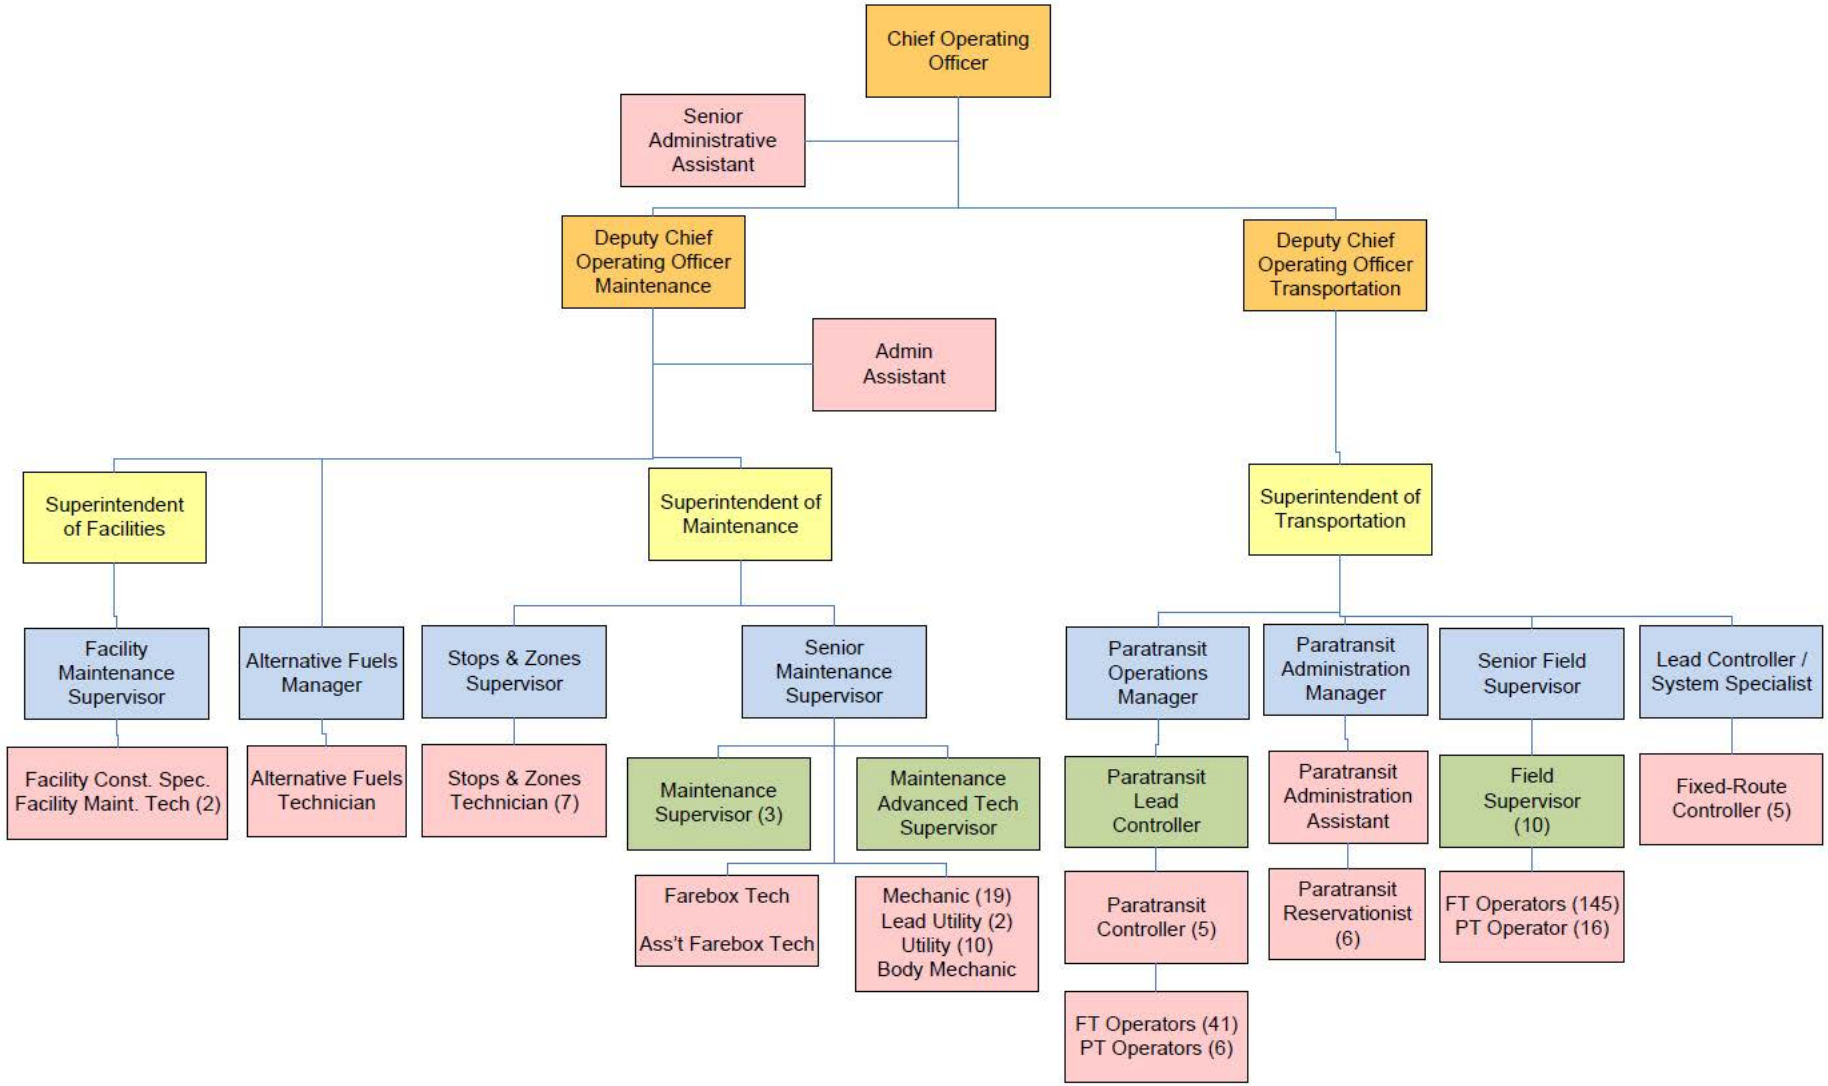 Chief Operating
Officer
Senior
Administrative
Assistant
Deputy Chief
Operating Officer
Maintenance
Deputy Chief
Operating Officer
Transportation
Admin
Assistant
Superintendent
of Facilities
Superintendent of
Maintenance
Superintendent of
Transportation
Facility
Maintenance
Supervisor
Alternative Fuels
Manager
Stops & Zones
Supervisor
Senior
Maintenance
Supervisor
Paratransit
Operations
Manager
Paratransit
Administration
Manager
Senior Field
Supervisor
Lead Controller /
System Specialist
Facility Const. Spec.
Facility Maint. Tech (2)
Alternative Fuels
Technician
Stops & Zones
Technician (7)
Maintenance
Supervisor (3)
Maintenance
Advanced Tech
Supervisor
Paratransit
Lead
Controller
Paratransit
Administration
Assistant
Field
Supervisor
(10)
Fixed-Route
Controller (5)
Farebox Tech
Ass't Farebox Tech
Mechanic (19)
Lead Utility (2)
Utility (10)
Body Mechanic
Paratransit
Controller (5)
Paratransit
Reservationist
(6)
FT Operators (145)
PT Operator (16)
FT Operators (41)
PT Operators (6)